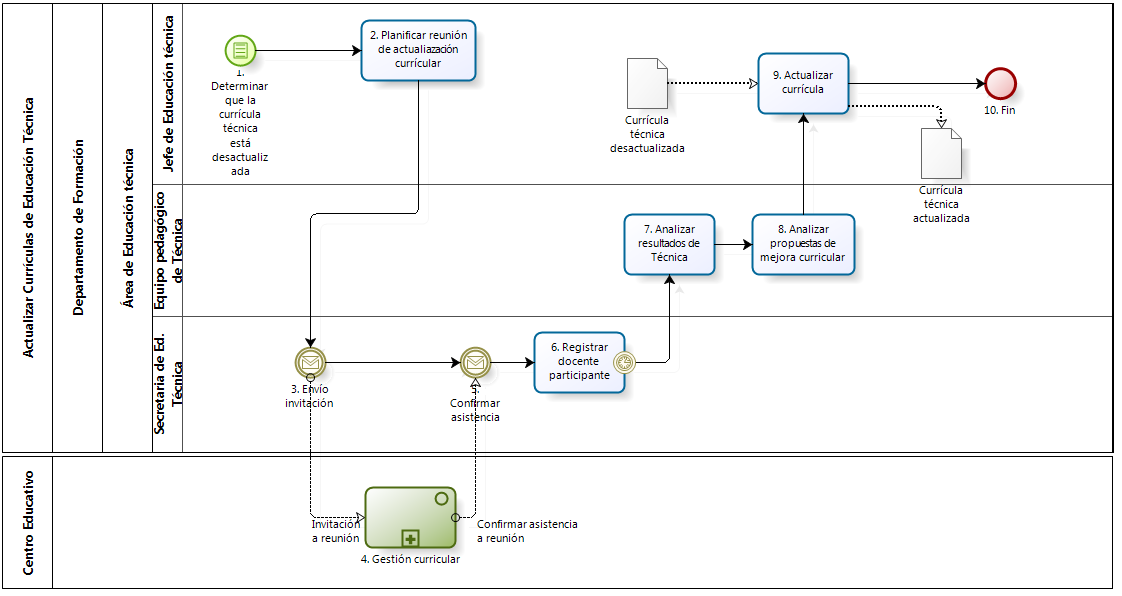 Actualizar Currículas de Educación Técnica
Departamento de Formación
Área de Educación técnica
Jefe de Educación técnica
1.
Determinar
que la
currícula
técnica
está
desactualiz
ada
2. Planificar reunión
de actualiazación
currícular
Currícula
técnica
desactualizada
9. Actualizar
currícula
10. Fin
Currícula
técnica
actualizada
Equipo pedagógico
de Técnica
7. Analizar
resultados de
Técnica
8. Analizar
propuestas de
mejora curricular
Secretaria de Ed.
Técnica
3. Envío
invitación
5.
Confirmar
asistencia
6. Registrar
docente
participante
Centro Educativo
Invitación
a reunión
4. Gestión curricular
Confirmar asistencia
a reunión